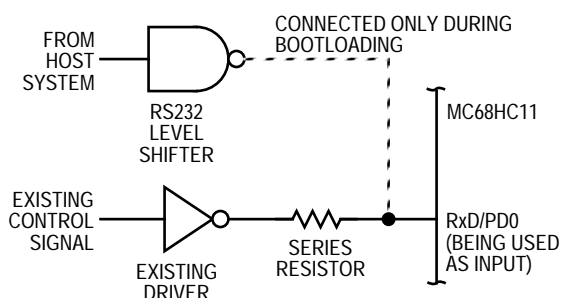 FROM
HOST
SYSTEM
CONNECTED ONLY DURING
BOOTLOADING
RS232
LEVEL
SHIFTER
MC68HC11
EXISTING
CONTROL
SIGNAL
EXISTING
DRIVER
SERIES
RESISTOR
RxD/PD0
(BEING USED
AS INPUT)